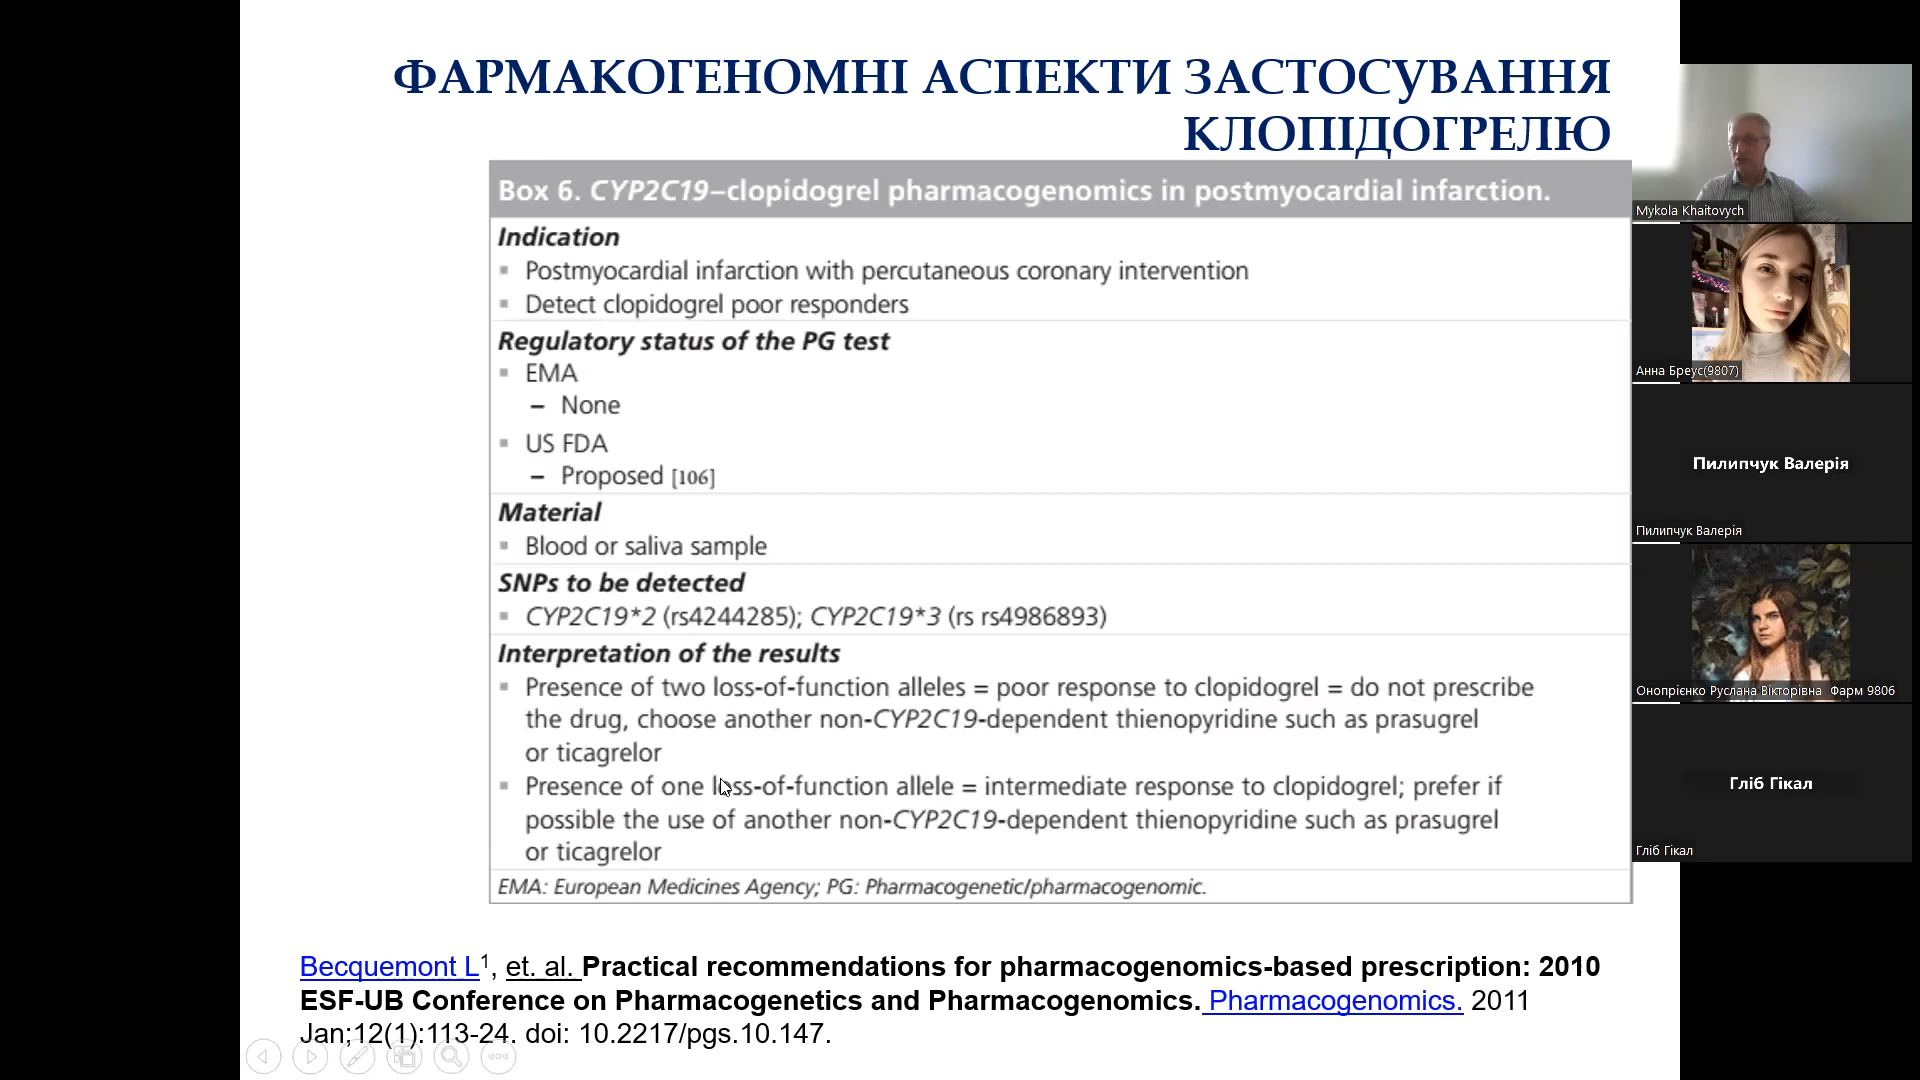 ФАРМАКОГЕНОМНІ АСПЕКТИ ЗАСТОСУВАННЯ
КЛОПІДОГРЕЛЮ
Box 6. CYP2C19–clopidogrel pharmacogenomics in postmyocardial infarction.
Indication
Postmyocardial infarction with percutaneous coronary intervention
Detect clopidogrel poor responders
Regulatory status of the PG test
EMA
– None
US FDA
– Proposed [106]
Material
Blood or saliva sample
SNPs to be detected
CYP2C19*2 (rs4244285); CYP2C19*3 (rs rs4986893)
Interpretation of the results
Presence of two loss-of-function alleles = poor response to clopidogrel = do not prescribe
the drug, choose another non-CYP2C19-dependent thienopyridine such as prasugrel
or ticagrelor
Presence of one loss-of-function allele = intermediate response to clopidogrel; prefer if
possible the use of another non-CYP2C19-dependent thienopyridine such as prasugrel
or ticagrelor
EMA: European Medicines Agency; PG: Pharmacogenetic/pharmacogenomic.
Becquemont L1, et. al. Practical recommendations for pharmacogenomics-based prescription: 2010
ESF-UB Conference on Pharmacogenetics and Pharmacogenomics. Pharmacogenomics. 2011
Jan;12(1):113-24. doi: 10.2217/pgs.10.147.
Mykola Khaitovych
Анна Бреус(9807)
Пилипчук Валерія
Пилипчук Валерія
Онопрієнко Руслана Вікторівна Фарм 9806
Гліб Гікал
Гліб Гікал